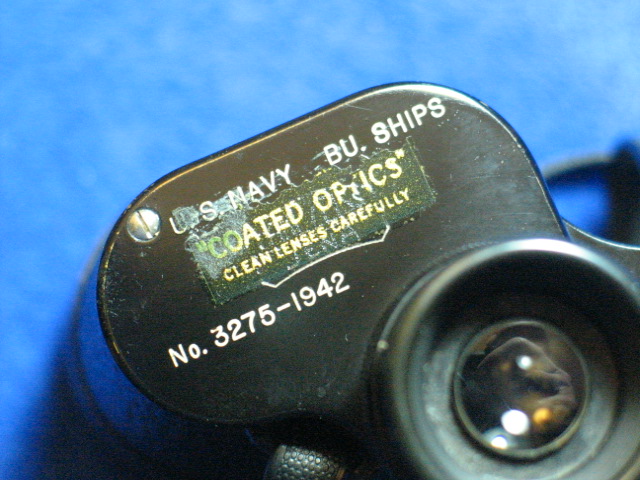 U.S. NAVY BU. SHIPS
"COATED OPTICS"
CLEAN LENSES CAREFULLY
No. 3275-1942